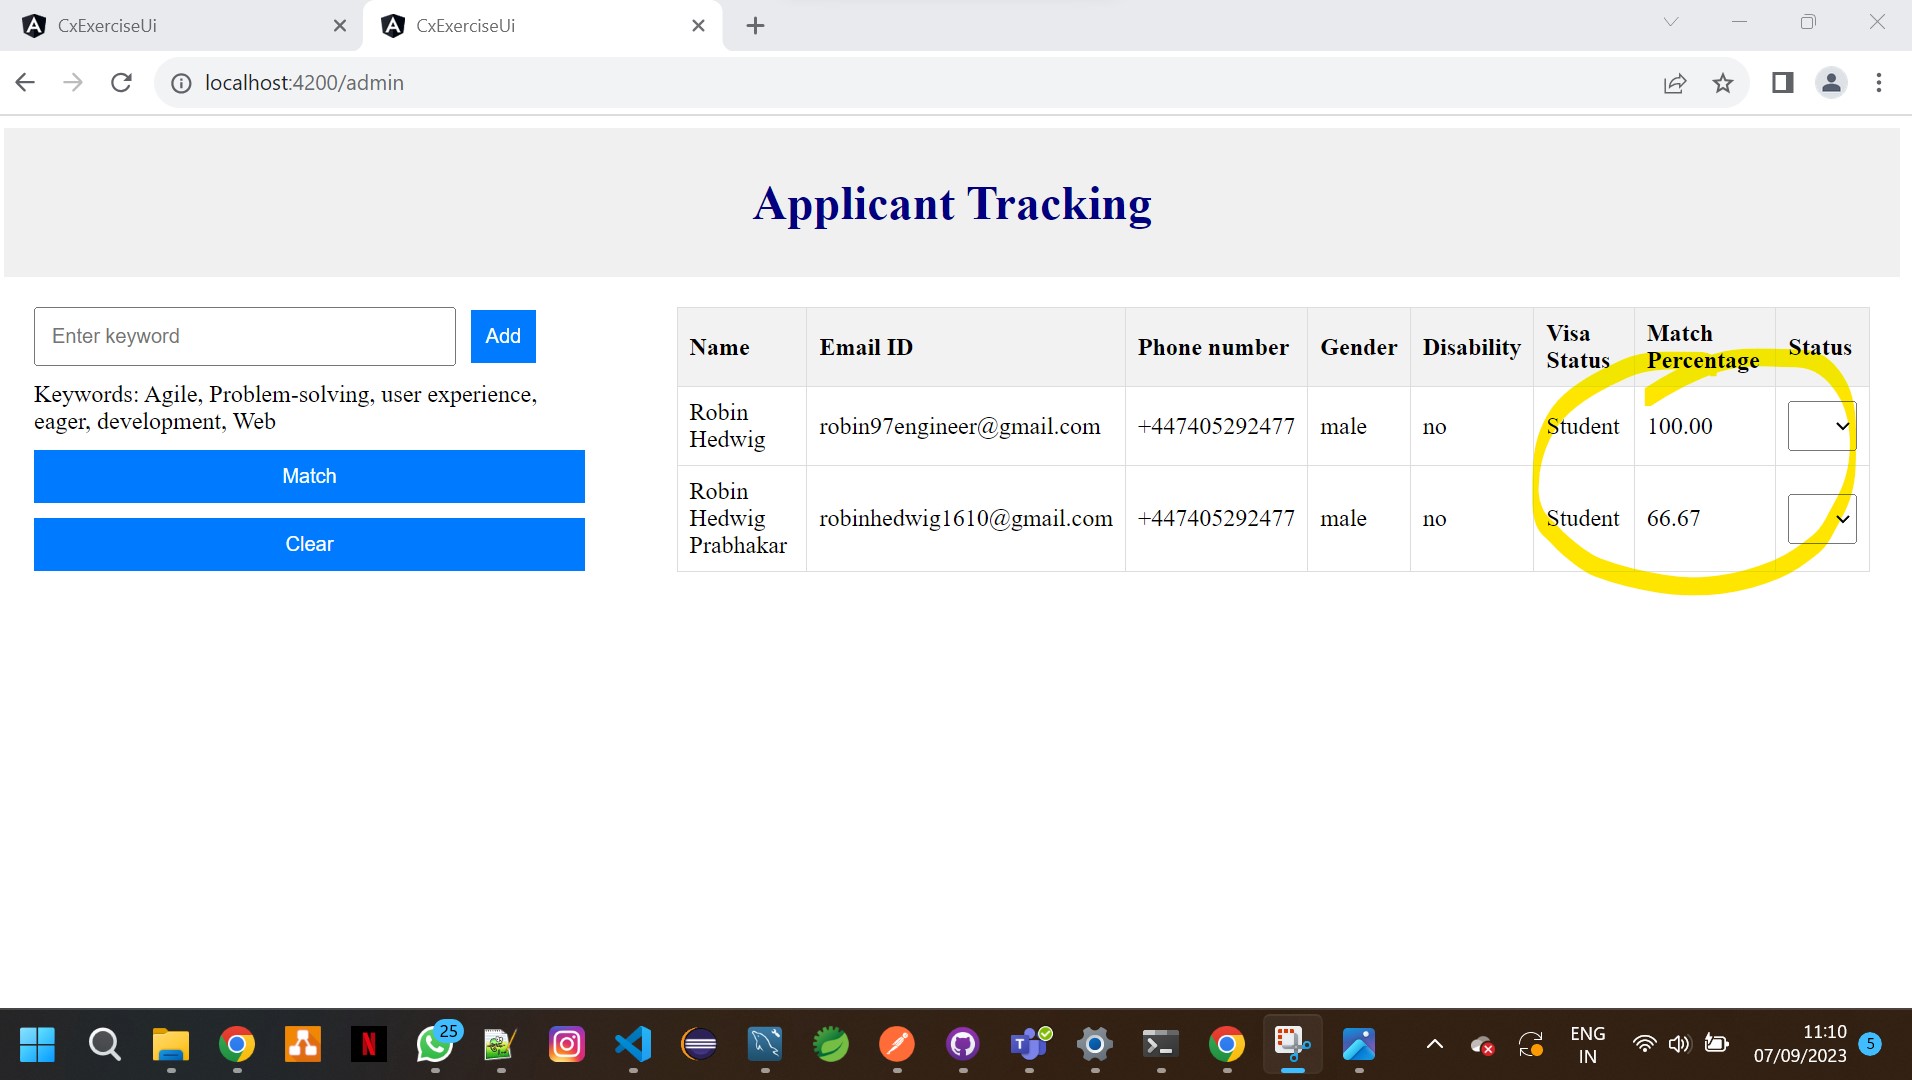 CxExerciseUi
CxExerciseUi
localhost:4200/admin
Applicant Tracking
Enter keyword
Add
Keywords: Agile, Problem-solving, user experience,
eager, development, Web
Match
Clear
Name Email ID Phone number Gender Disability Visa Status Match Percentage Status
Robin Hedwig robin97engineer@gmail.com +447405292477 male no Student 100.00
Robin Hedwig Prabhakar robinhedwig1610@gmail.com +447405292477 male no Student 66.67
25
ENG
IN
11:10
07/09/2023
5